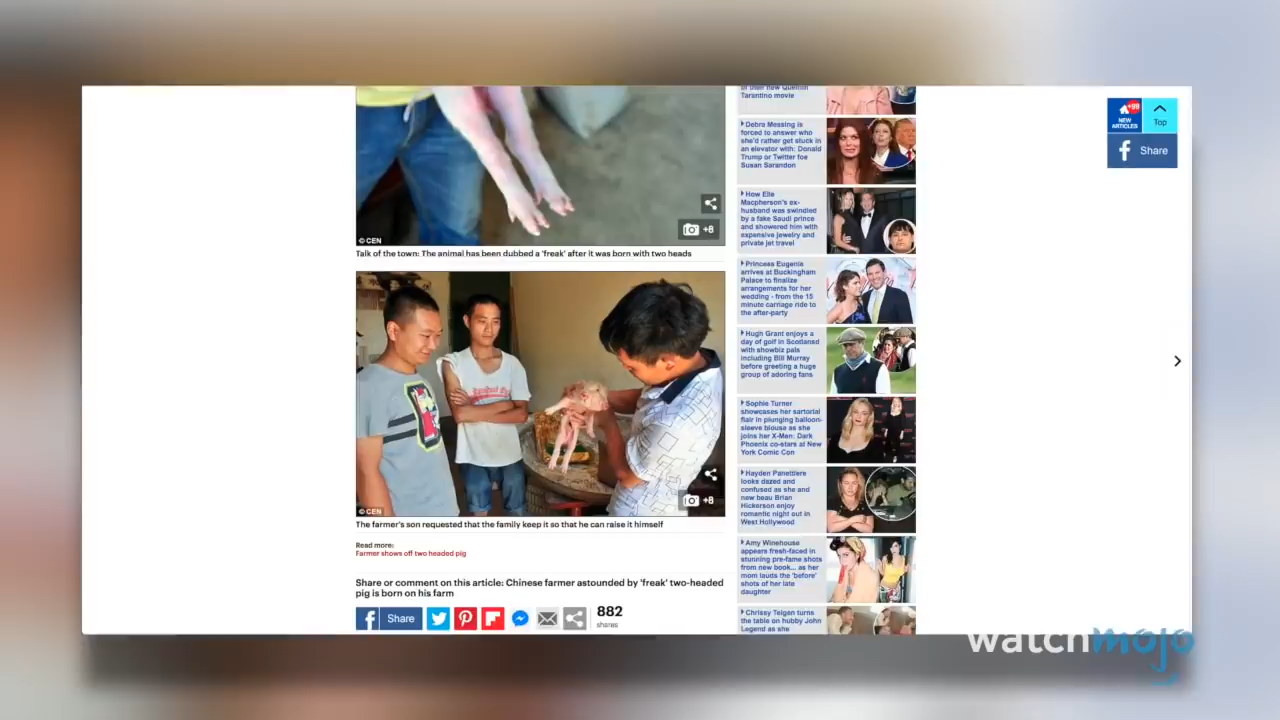 in over new Quentin
Tarantino movie
Debra Messing is
forced to answer who
she'd rather get stuck in
an elevator with: Donald
Trump or Twitter foe
Susan Sarandon
+99
NEW
ARTICLES
Top
Share
How Elle
Macpherson's ex-
husband was swindled
by a fake Saudi prince
and showered him with
expensive jewelry and
private jet travel
+8
© CEN
Talk of the town: The animal has been dubbed a 'freak' after it was born with two heads
Princess Eugenie
arrives at Buckingham
Palace to finalize
arrangements for her
wedding - from the 15
minute carriage ride to
the after-party
Hugh Grant enjoys a
day of golf in Scotland
with showbiz pals
including Bill Murray
before greeting a huge
group of adoring fans
Sophie Turner
showcases her sartorial
flair in plunging balloon-
sleeve blouse as she
joins her X-Men: Dark
Phoenix co-stars at New
York Comic Con
+8
© CEN
The farmer's son requested that the family keep it so that he can raise it himself
Hayden Panettiere
looks dazed and
confused as she and
new beau Brian
Hickerson enjoy
romantic night out in
West Hollywood
Read more:
Farmer shows off two headed pig
Amy Winehouse
appears fresh-faced in
stunning pre-fame shots
from new book... as her
mom lauds the 'before'
shots of her late
daughter
Share or comment on this article: Chinese farmer astounded by 'freak' two-headed
pig is born on his farm
Share
882
shares
Chrissy Teigen turns
the table on hubby John
Legend as she
watchmojo